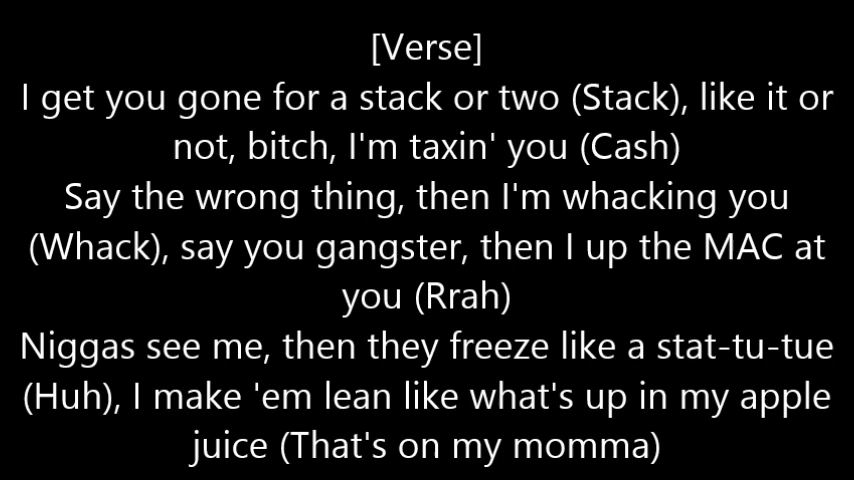 [Verse]
I get you gone for a stack or two (Stack), like it or
not, bitch, I'm taxin' you (Cash)
Say the wrong thing, then I'm whacking you
(Whack), say you gangster, then I up the MAC at
you (Rrah)
Niggas see me, then they freeze like a stat-tu-tue
(Huh), I make 'em lean like what's up in my apple
juice (That's on my momma)